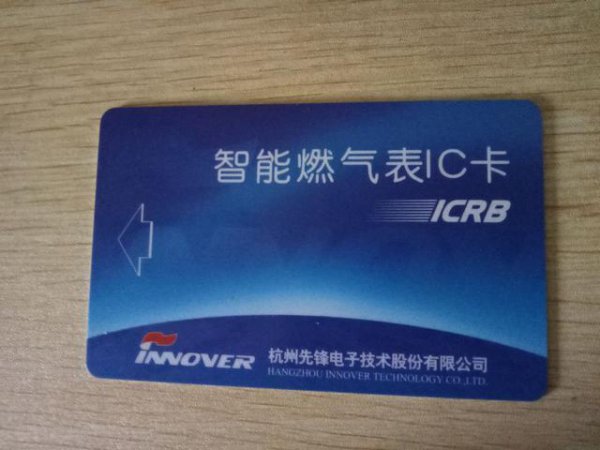 智能燃气表IC卡
ICRB
INNOVER
杭州先锋电子技术股份有限公司
HANGZHOU INNOVER TECHNOLOGY CO.,LTD.